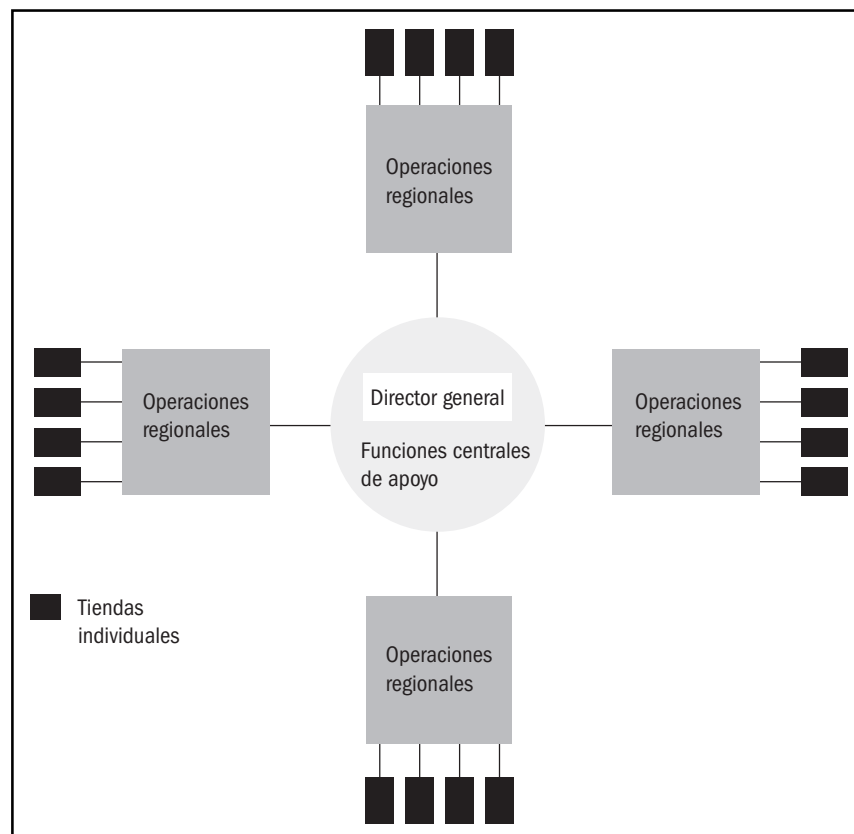 Operaciones
regionales
Operaciones
regionales
Director general
Funciones centrales
de apoyo
Operaciones
regionales
Tiendas
individuales
Operaciones
regionales